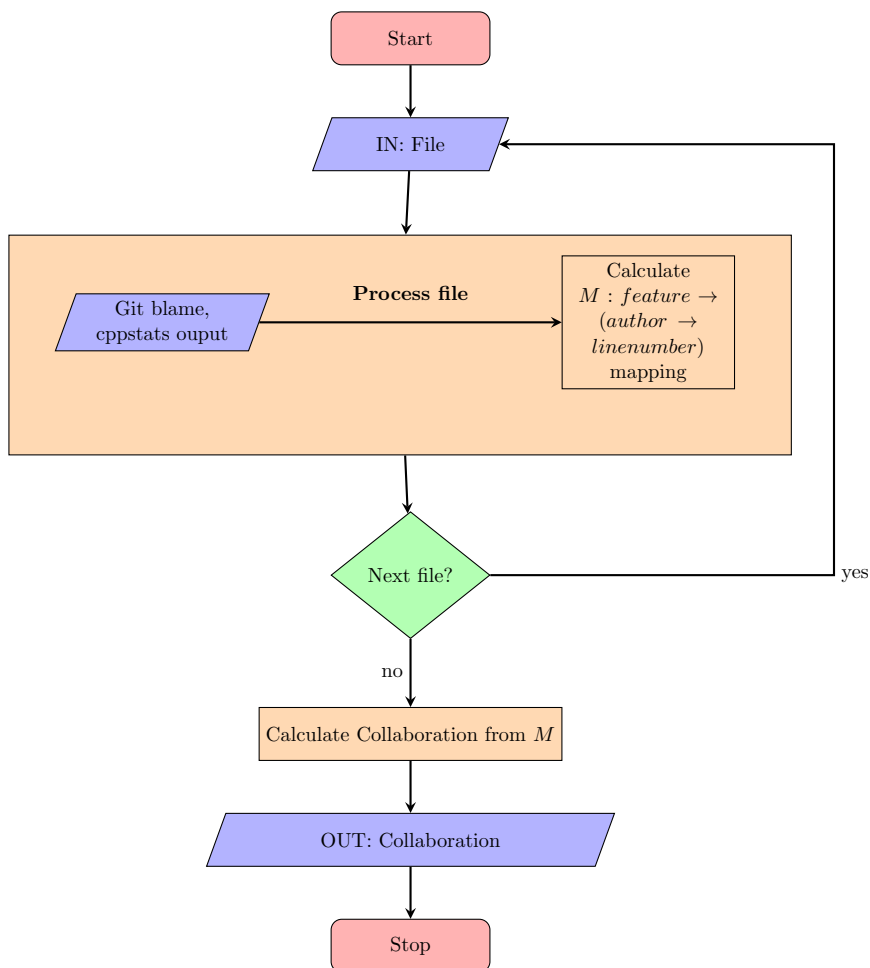 Start
IN: File
Process file
Git blame,
cppstats ouput
Calculate
M : feature →
(author →
linenumber)
mapping
Next file?
yes
no
Calculate Collaboration from M
OUT: Collaboration
Stop